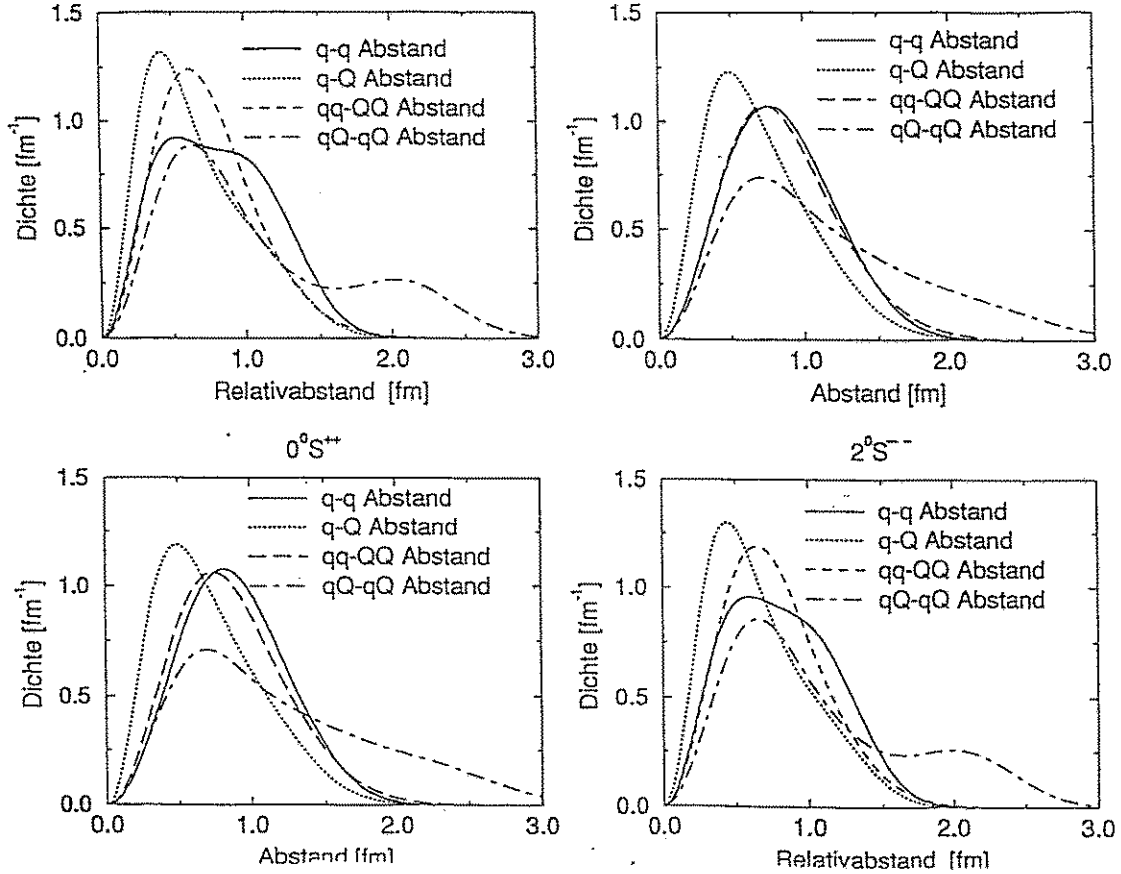 1.5
1.0
0.5
0.0
Dichte [fm⁻¹]
q-q Abstand
q-Q Abstand
qq-QQ Abstand
qQ-qQ Abstand
0.0 1.0 2.0 3.0
Relativabstand [fm]
1.5
1.0
0.5
0.0
Dichte [fm⁻¹]
q-q Abstand
q-Q Abstand
qq-QQ Abstand
qQ-qQ Abstand
0.0 1.0 2.0 3.0
Abstand [fm]
0⁰S⁺⁺
1.5
1.0
0.5
0.0
Dichte [fm⁻¹]
q-q Abstand
q-Q Abstand
qq-QQ Abstand
qQ-qQ Abstand
0.0 1.0 2.0 3.0
Abstand [fm]
2⁰S⁻⁻
1.5
1.0
0.5
0.0
Dichte [fm⁻¹]
q-q Abstand
q-Q Abstand
qq-QQ Abstand
qQ-qQ Abstand
0.0 1.0 2.0 3.0
Relativabstand [fm]